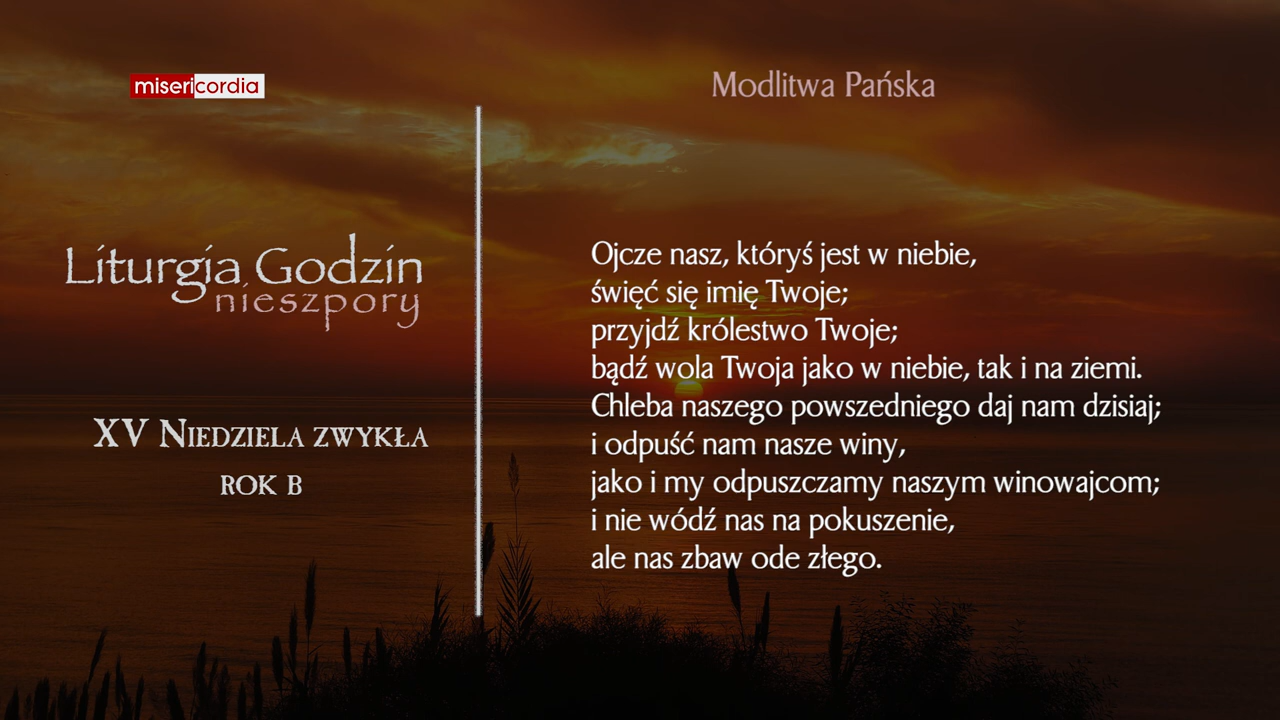 misericordia
Liturgia Godzin
nieszpory
XV Niedziela zwykła
rok B
Modlitwa Pańska
Ojcze nasz, któryś jest w niebie,
święć się imię Twoje;
przyjdź królestwo Twoje;
bądź wola Twoja jako w niebie, tak i na ziemi.
Chleba naszego powszedniego daj nam dzisiaj;
i odpuść nam nasze winy,
jako i my odpuszczamy naszym winowajcom;
i nie wódź nas na pokuszenie,
ale nas zbaw ode złego.